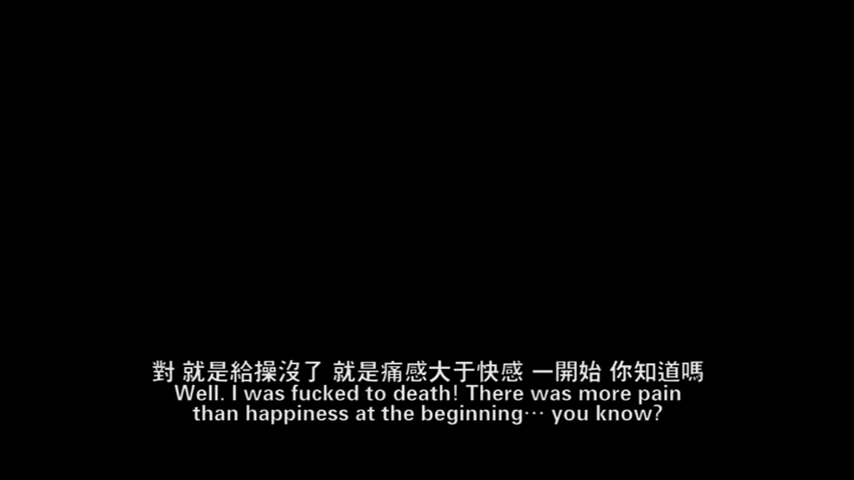 對 就是給操沒了 就是痛感大于快感 一開始 你知道嗎
Well. I was fucked to death! There was more pain
than happiness at the beginning… you know?